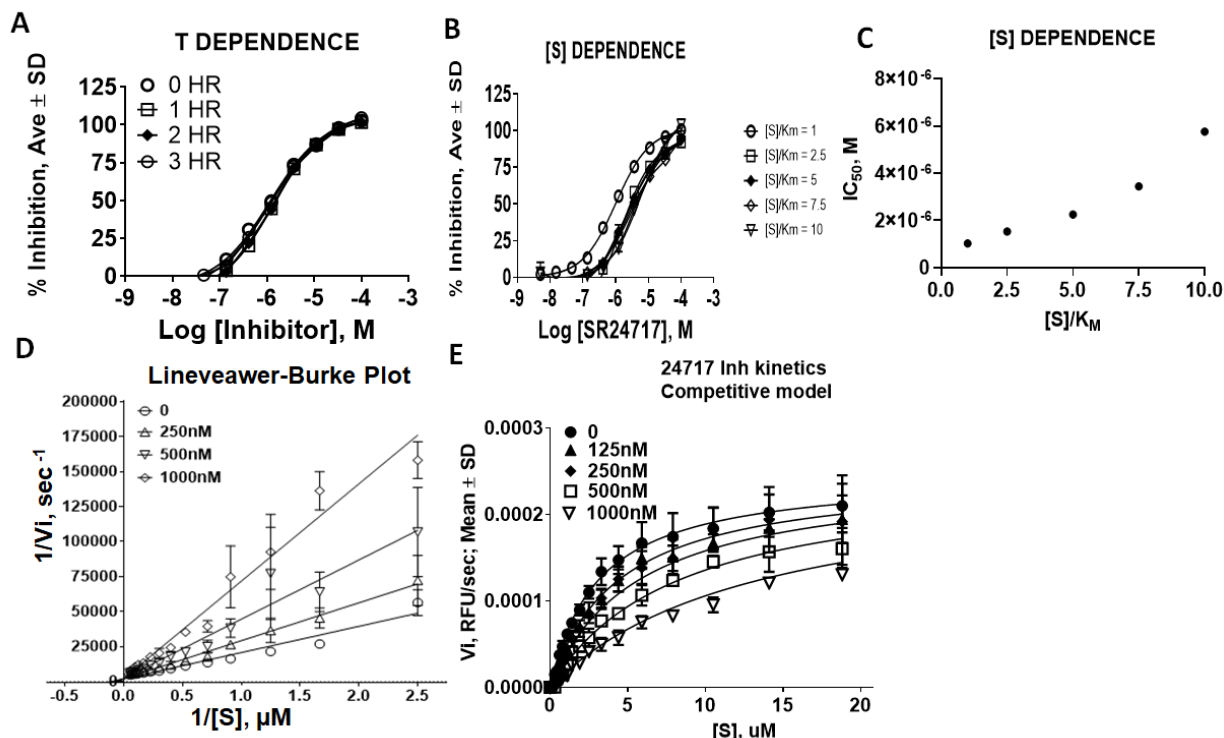 A
T DEPENDENCE
% Inhibition, Ave ± SD
125
100
75
50
25
0
0 HR
1 HR
2 HR
3 HR
-9 -8 -7 -6 -5 -4 -3
Log [Inhibitor], M
B
[S] DEPENDENCE
% Inhibition, Ave ± SD
125
100
75
50
25
0
[S]/Km = 1
[S]/Km = 2.5
[S]/Km = 5
[S]/Km = 7.5
[S]/Km = 10
-9 -8 -7 -6 -5 -4 -3
Log [SR24717], M
C
[S] DEPENDENCE
IC50, M
8×10-6
6×10-6
4×10-6
2×10-6
0
0.0 2.5 5.0 7.5 10.0
[S]/KM
D
Lineveawer-Burke Plot
1/Vi, sec -1
200000
175000
150000
125000
100000
75000
50000
25000
0
0
250nM
500nM
1000nM
-0.5 0.0 0.5 1.0 1.5 2.0 2.5
1/[S], µM
E
24717 Inh kinetics
Competitive model
Vi, RFU/sec; Mean ± SD
0.0003
0.0002
0.0001
0.0000
0
125nM
250nM
500nM
1000nM
0 5 10 15 20
[S], uM